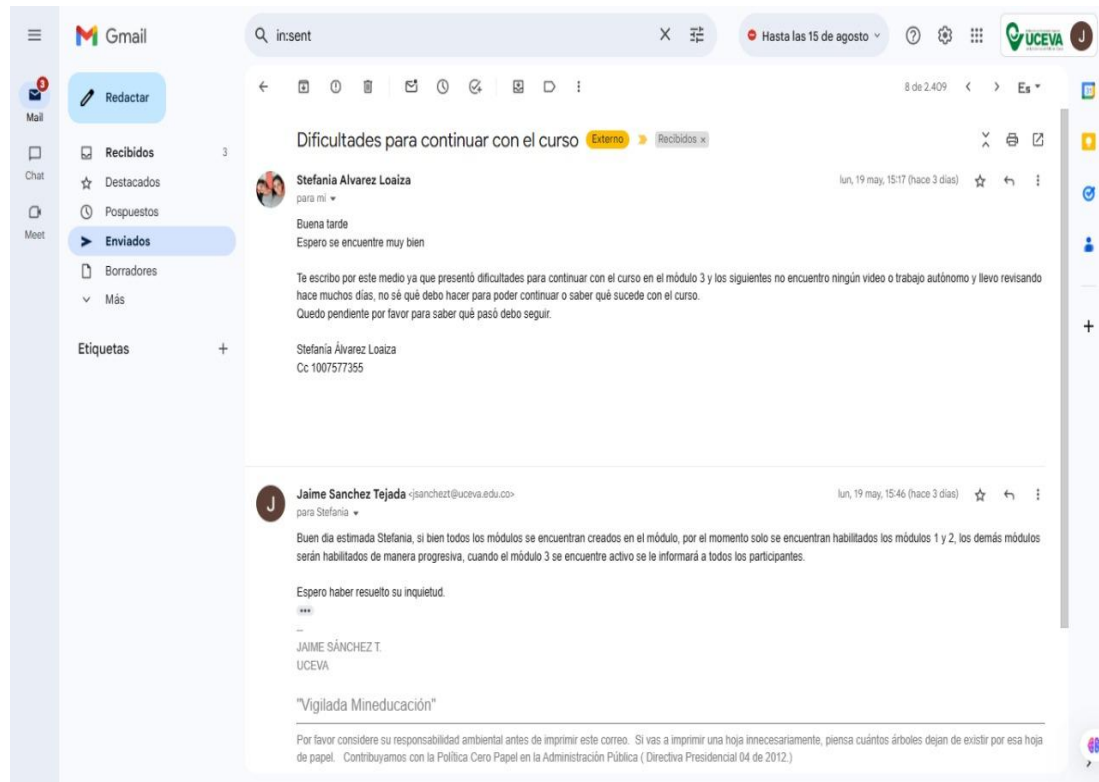 Gmail
in:sent
Hasta las 15 de agosto
UCEVA
J
3
Mail
Chat
Meet
Redactar
Recibidos 3
Destacados
Pospuestos
Enviados
Borradores
Más
Etiquetas
8 de 2.409
Es
Dificultades para continuar con el curso Externo Recibidos x
Stefania Alvarez Loaiza
lun, 19 may, 15:17 (hace 3 días)
para mí
Buena tarde
Espero se encuentre muy bien
Te escribo por este medio ya que presentó dificultades para continuar con el curso en el módulo 3 y los siguientes no encuentro ningún video o trabajo autónomo y llevo revisando
hace muchos días, no sé qué debo hacer para poder continuar o saber qué sucede con el curso.
Quedo pendiente por favor para saber qué pasó debo seguir.
Stefanía Álvarez Loaiza
Cc 1007577355
J
Jaime Sanchez Tejada <jsanchezt@uceva.edu.co>
lun, 19 may, 15:46 (hace 3 días)
para Stefania
Buen dia estimada Stefania, si bien todos los módulos se encuentran creados en el módulo, por el momento solo se encuentran habilitados los módulos 1 y 2, los demás módulos
serán habilitados de manera progresiva, cuando el módulo 3 se encuentre activo se le informará a todos los participantes.
Espero haber resuelto su inquietud.
--
JAIME SÁNCHEZ T.
UCEVA
"Vigilada Mineducación"
Por favor considere su responsabilidad ambiental antes de imprimir este correo. Si vas a imprimir una hoja innecesariamente, piensa cuántos árboles dejan de existir por esa hoja
de papel. Contribuyamos con la Política Cero Papel en la Administración Pública ( Directiva Presidencial 04 de 2012.)